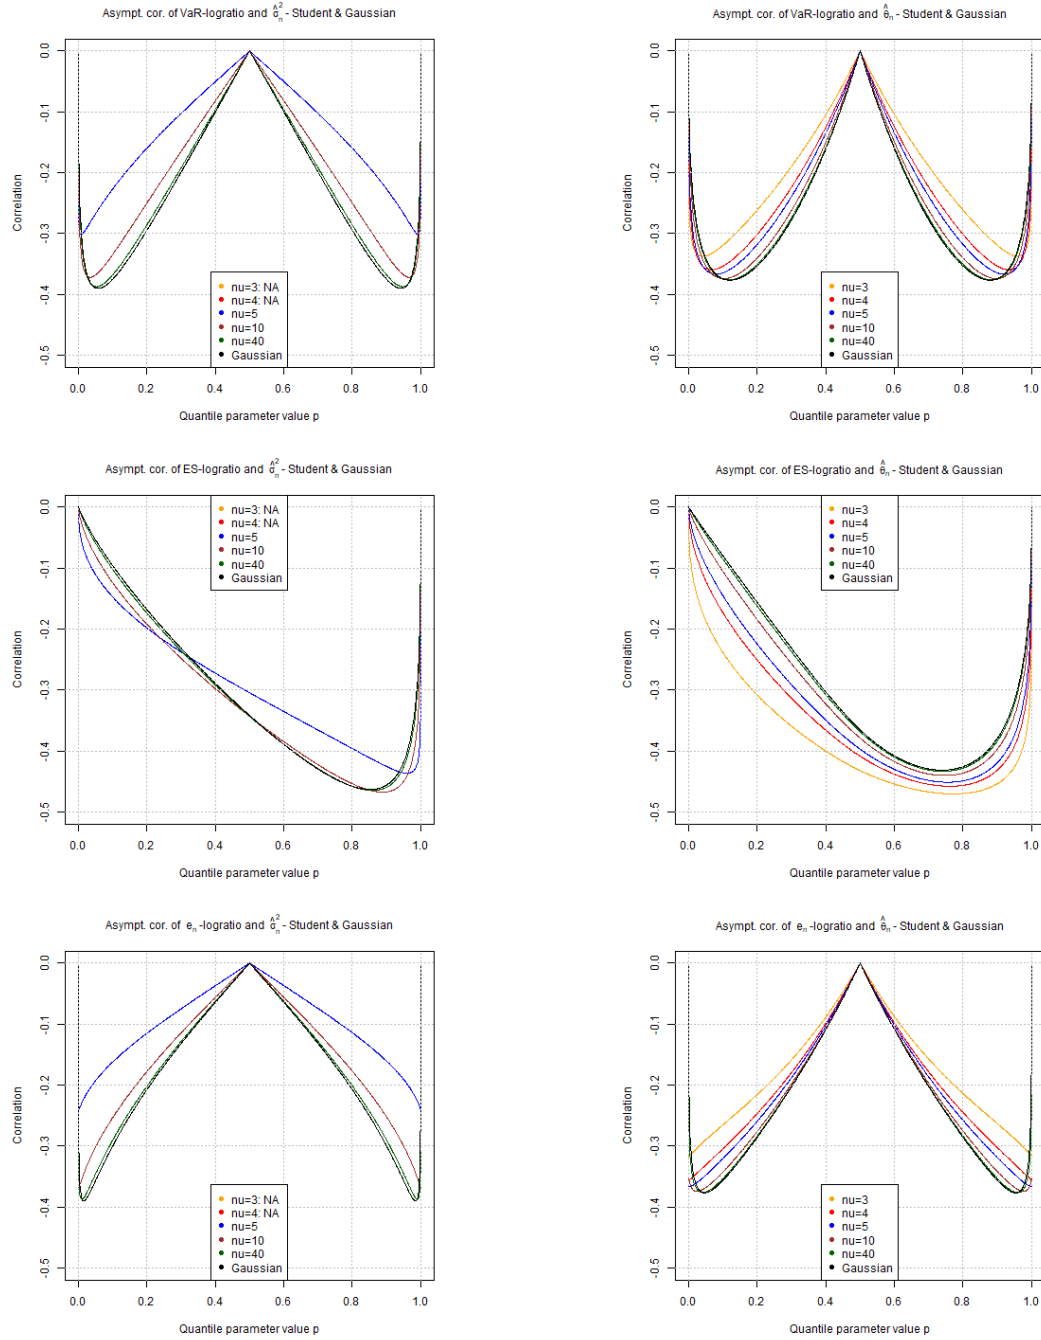 Asympt. cor. of VaR-logratio and σ̂²ₙ - Student & Gaussian
Correlation
0.0
-0.1
-0.2
-0.3
-0.4
-0.5
nu=3: NA
nu=4: NA
nu=5
nu=10
nu=40
Gaussian
0.0 0.2 0.4 0.6 0.8 1.0
Quantile parameter value p
Asympt. cor. of VaR-logratio and θ̂ₙ - Student & Gaussian
Correlation
0.0
-0.1
-0.2
-0.3
-0.4
-0.5
nu=3
nu=4
nu=5
nu=10
nu=40
Gaussian
0.0 0.2 0.4 0.6 0.8 1.0
Quantile parameter value p
Asympt. cor. of ES-logratio and σ̂²ₙ - Student & Gaussian
Correlation
0.0
-0.1
-0.2
-0.3
-0.4
-0.5
nu=3: NA
nu=4: NA
nu=5
nu=10
nu=40
Gaussian
0.0 0.2 0.4 0.6 0.8 1.0
Quantile parameter value p
Asympt. cor. of ES-logratio and θ̂ₙ - Student & Gaussian
Correlation
0.0
-0.1
-0.2
-0.3
-0.4
-0.5
nu=3
nu=4
nu=5
nu=10
nu=40
Gaussian
0.0 0.2 0.4 0.6 0.8 1.0
Quantile parameter value p
Asympt. cor. of eₙ -logratio and σ̂²ₙ - Student & Gaussian
Correlation
0.0
-0.1
-0.2
-0.3
-0.4
-0.5
nu=3: NA
nu=4: NA
nu=5
nu=10
nu=40
Gaussian
0.0 0.2 0.4 0.6 0.8 1.0
Quantile parameter value p
Asympt. cor. of eₙ -logratio and θ̂ₙ - Student & Gaussian
Correlation
0.0
-0.1
-0.2
-0.3
-0.4
-0.5
nu=3
nu=4
nu=5
nu=10
nu=40
Gaussian
0.0 0.2 0.4 0.6 0.8 1.0
Quantile parameter value p